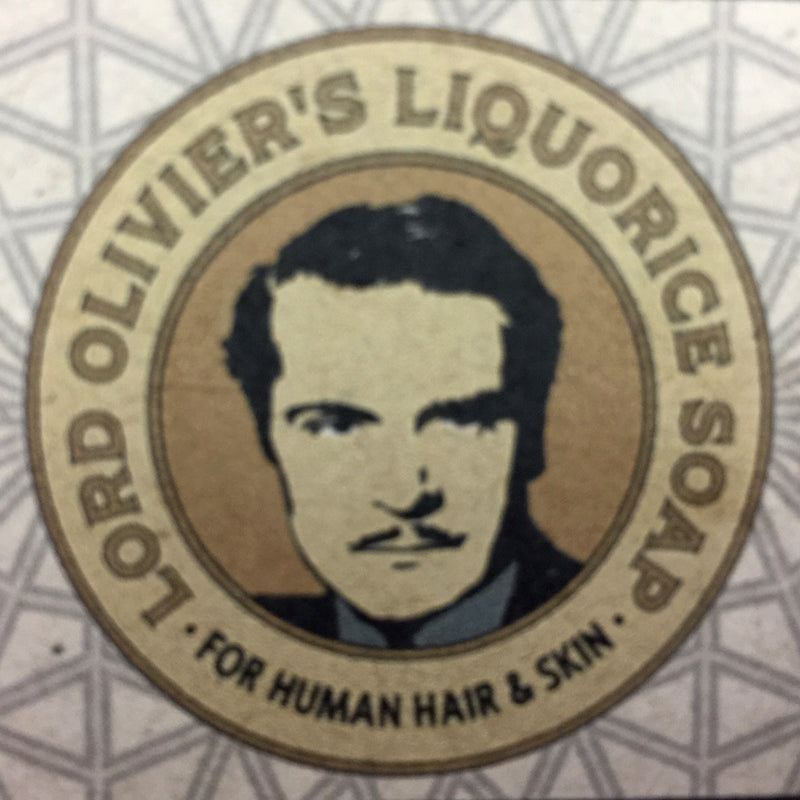 LORD OLIVIER'S LIQUORICE SOAP
· FOR HUMAN HAIR & SKIN ·